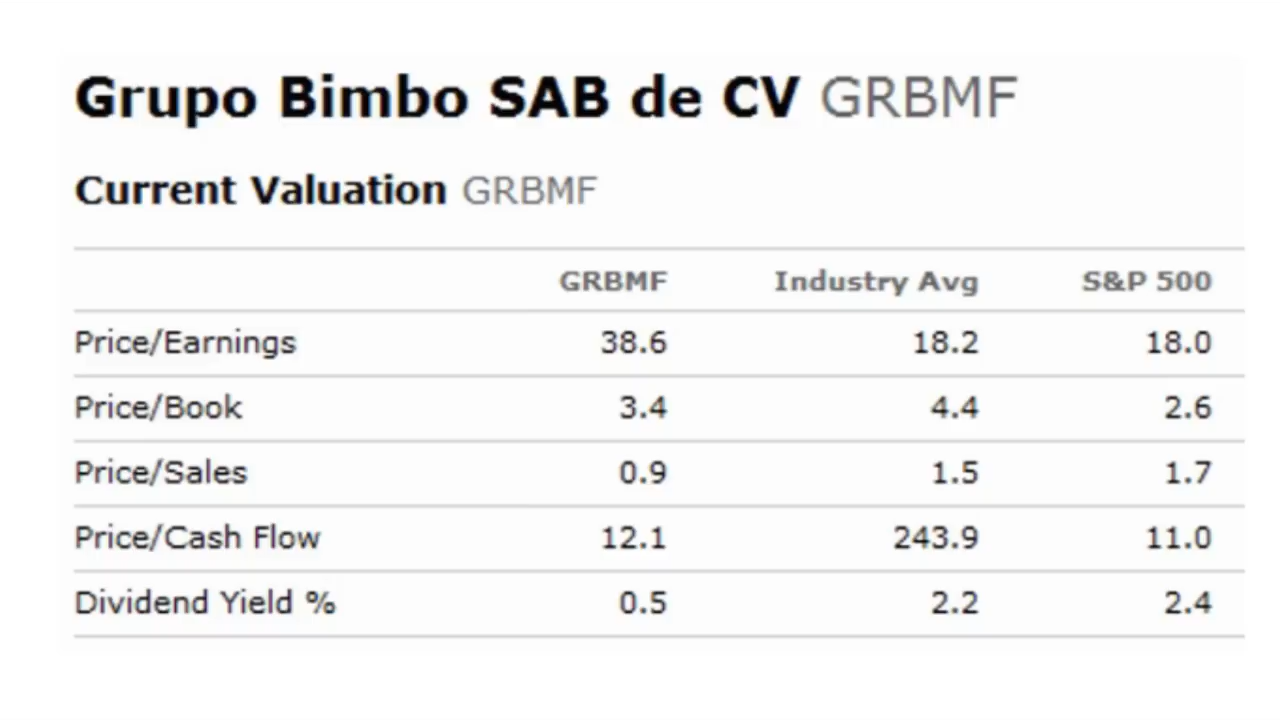 Grupo Bimbo SAB de CV GRBMF
Current Valuation GRBMF
GRBMF Industry Avg S&P 500
Price/Earnings 38.6 18.2 18.0
Price/Book 3.4 4.4 2.6
Price/Sales 0.9 1.5 1.7
Price/Cash Flow 12.1 243.9 11.0
Dividend Yield % 0.5 2.2 2.4